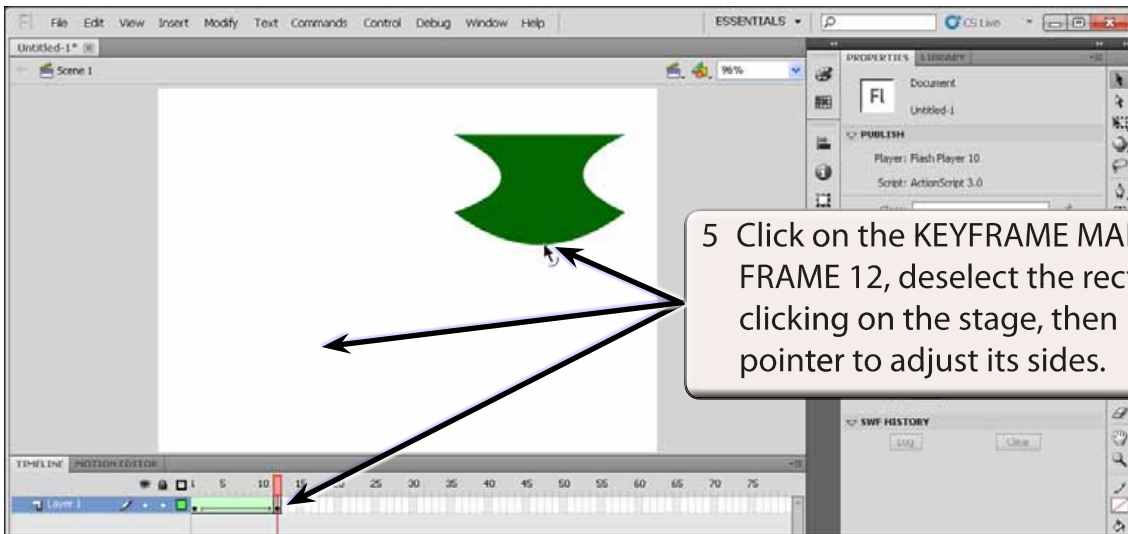 Fl File Edit View Insert Modify Text Commands Control Debug Window Help ESSENTIALS CS Live
Untitled-1*
Scene 1 96%
PROPERTIES LIBRARY
Fl Document
Untitled-1
PUBLISH
Player: Flash Player 10
Script: ActionScript 3.0
5 Click on the KEYFRAME
FRAME 12, deselect the
clicking on the stage, then
pointer to adjust its sides.
SWF HISTORY
Log Clear
TIMELINE MOTION EDITOR
1 5 10 15 25 30 35 40 45 50 55 60 65 70 75
Layer 1